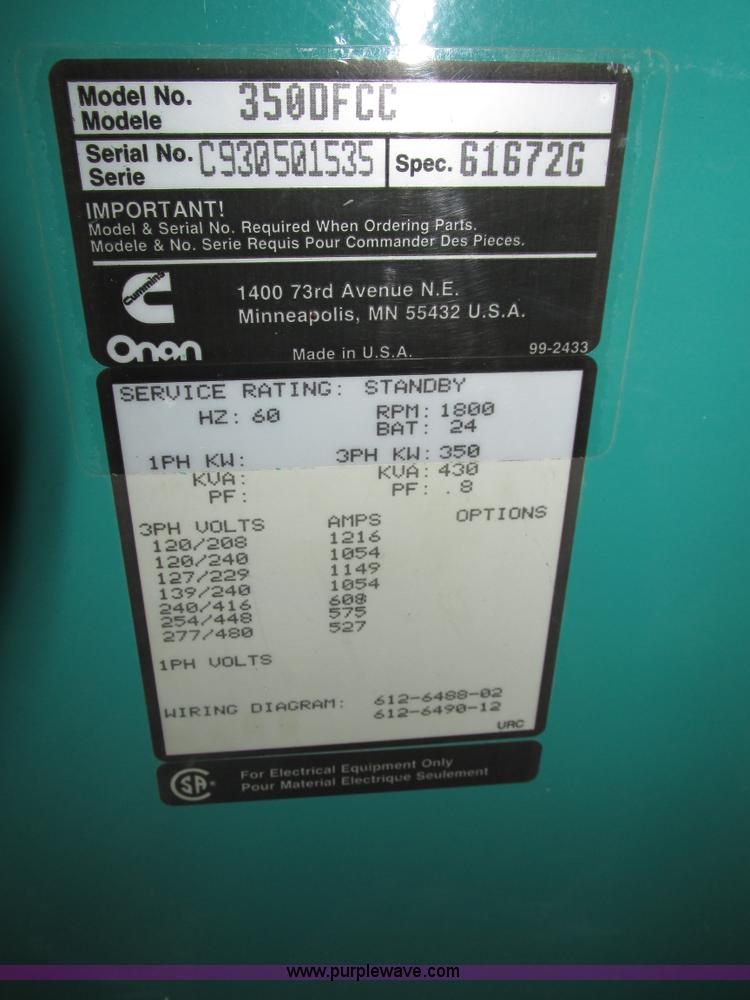 Model No.
Modele
350DFCC
Serial No.
Serie
C930501535
Spec. 61672G
IMPORTANT!
Model & Serial No. Required When Ordering Parts.
Modele & No. Serie Requis Pour Commander Des Pieces.
Cummins
1400 73rd Avenue N.E.
Minneapolis, MN 55432 U.S.A.
Onan
Made in U.S.A.
99-2433
SERVICE RATING: STANDBY
HZ: 60 RPM: 1800
BAT: 24
1PH KW: 3PH KW: 350
KVA: KVA: 430
PF: PF: .8
3PH VOLTS AMPS OPTIONS
120/208 1216
120/240 1054
127/229 1149
139/240 1054
240/416 608
254/448 575
277/480 527
1PH VOLTS
WIRING DIAGRAM: 612-6488-02
612-6490-12
URC
SA
For Electrical Equipment Only
Pour Material Electrique Seulement
www.purplewave.com